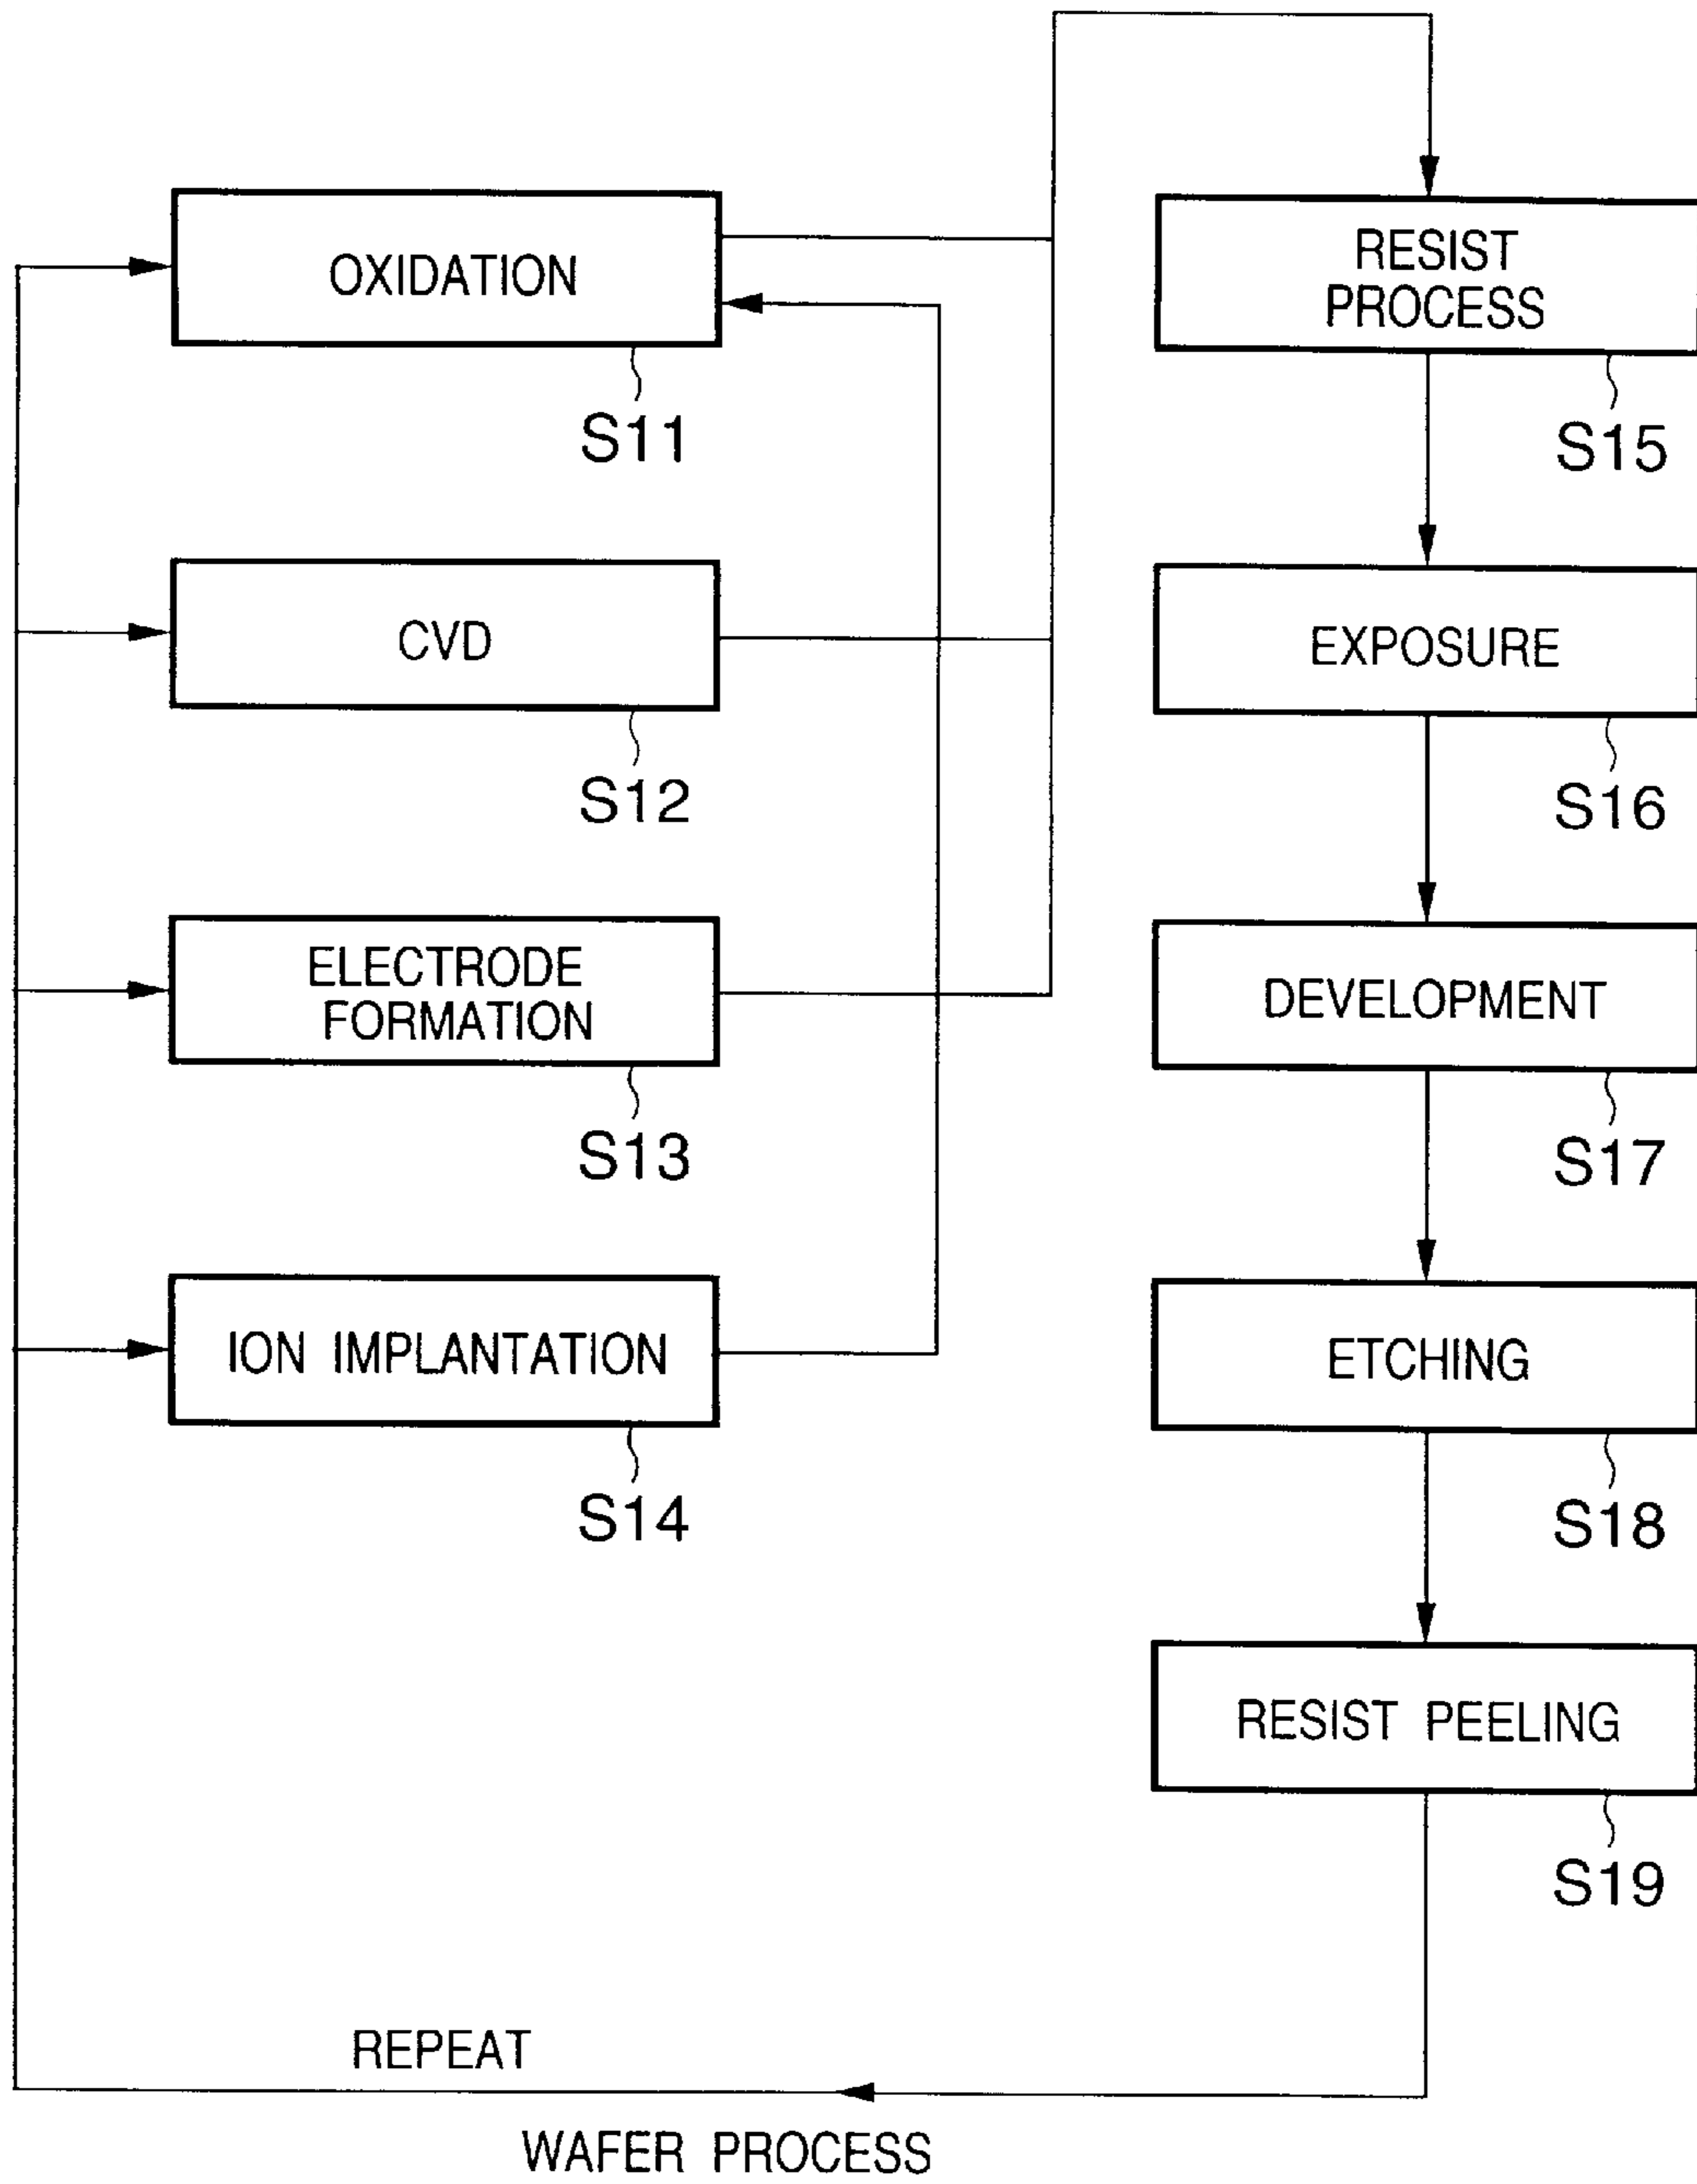 OXIDATION
S11
CVD
S12
ELECTRODE
FORMATION
S13
ION IMPLANTATION
S14
RESIST
PROCESS
S15
EXPOSURE
S16
DEVELOPMENT
S17
ETCHING
S18
RESIST PEELING
S19
REPEAT
WAFER PROCESS